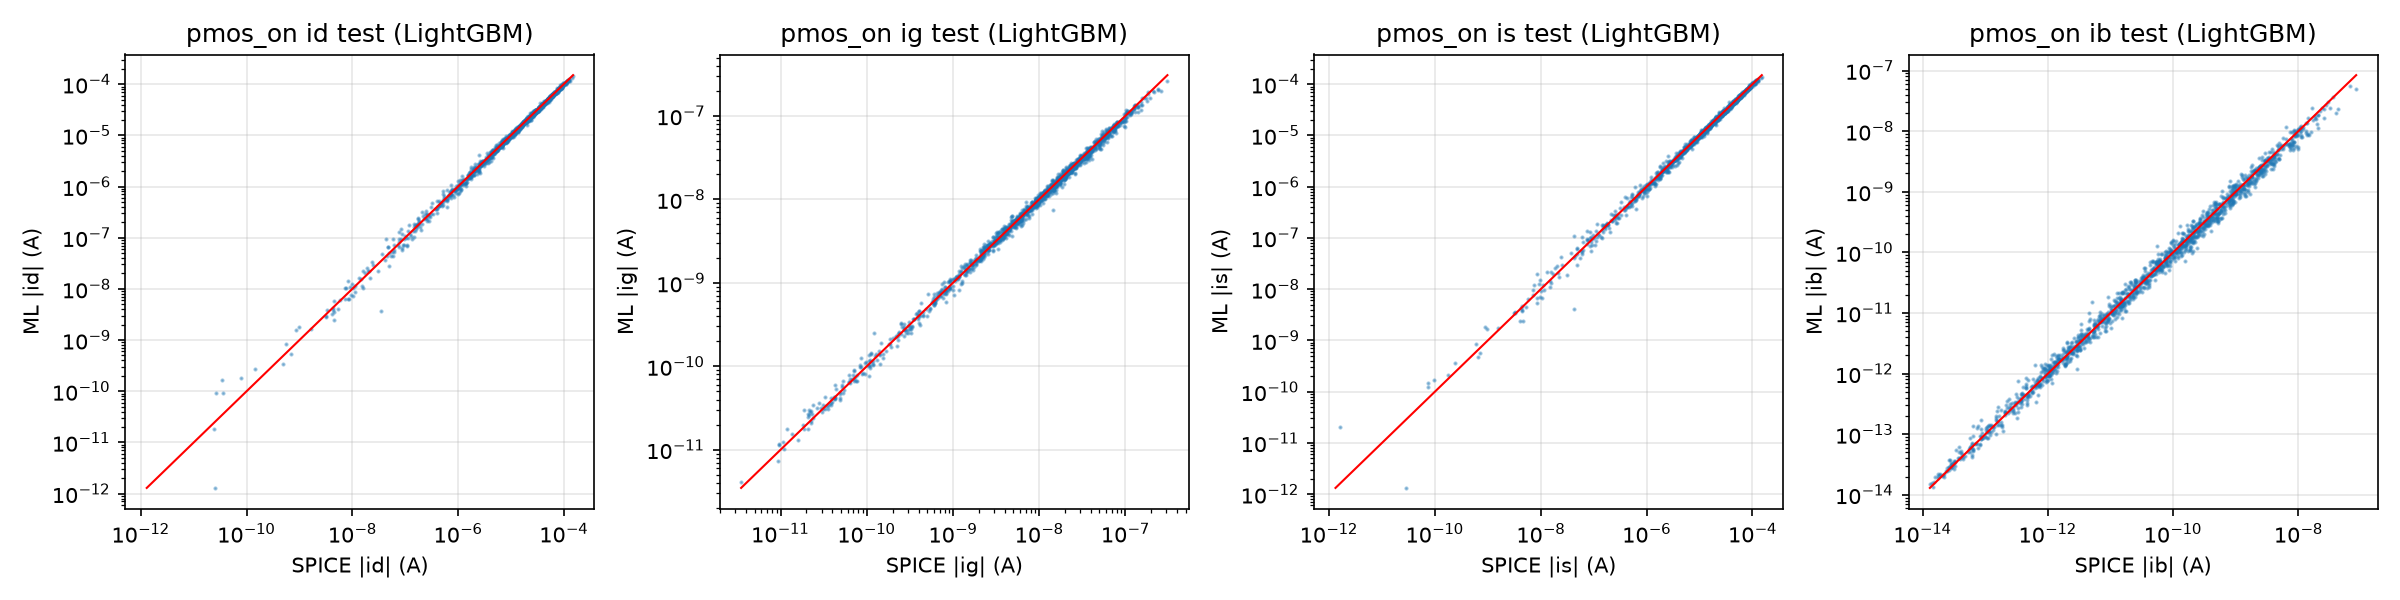 pmos_on id test (LightGBM)
ML |id| (A)
10⁻⁴
10⁻⁵
10⁻⁶
10⁻⁷
10⁻⁸
10⁻⁹
10⁻¹⁰
10⁻¹¹
10⁻¹²
10⁻¹² 10⁻¹⁰ 10⁻⁸ 10⁻⁶ 10⁻⁴
SPICE |id| (A)
pmos_on ig test (LightGBM)
ML |ig| (A)
10⁻⁷
10⁻⁸
10⁻⁹
10⁻¹⁰
10⁻¹¹
10⁻¹¹ 10⁻¹⁰ 10⁻⁹ 10⁻⁸ 10⁻⁷
SPICE |ig| (A)
pmos_on is test (LightGBM)
ML |is| (A)
10⁻⁴
10⁻⁵
10⁻⁶
10⁻⁷
10⁻⁸
10⁻⁹
10⁻¹⁰
10⁻¹¹
10⁻¹²
10⁻¹² 10⁻¹⁰ 10⁻⁸ 10⁻⁶ 10⁻⁴
SPICE |is| (A)
pmos_on ib test (LightGBM)
ML |ib| (A)
10⁻⁷
10⁻⁸
10⁻⁹
10⁻¹⁰
10⁻¹¹
10⁻¹²
10⁻¹³
10⁻¹⁴
10⁻¹⁴ 10⁻¹² 10⁻¹⁰ 10⁻⁸
SPICE |ib| (A)